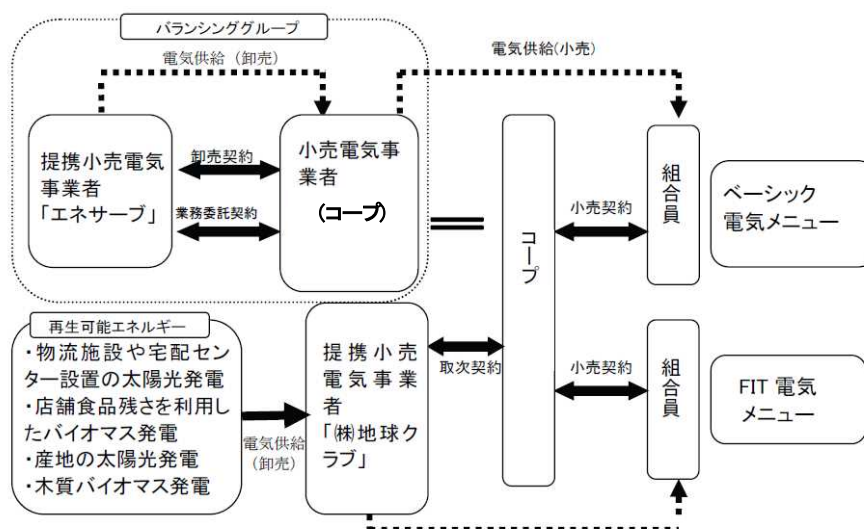 バランシンググループ
電気供給（卸売）
電気供給(小売）
提携小売電気
事業者
「エネサーブ」
卸売契約
業務委託契約
小売電気事
業者
(コープ)
コープ
小売契約
組合員
ベーシック
電気メニュー
再生可能エネルギー
・物流施設や宅配セン
ター設置の太陽光発電
・店舗食品残さを利用し
たバイオマス発電
・産地の太陽光発電
・木質バイオマス発電
電気供給
（卸売）
提携小売
電気事業
者
「㈱地球ク
ラブ」
取次契約
小売契約
組合員
FIT 電気
メニュー